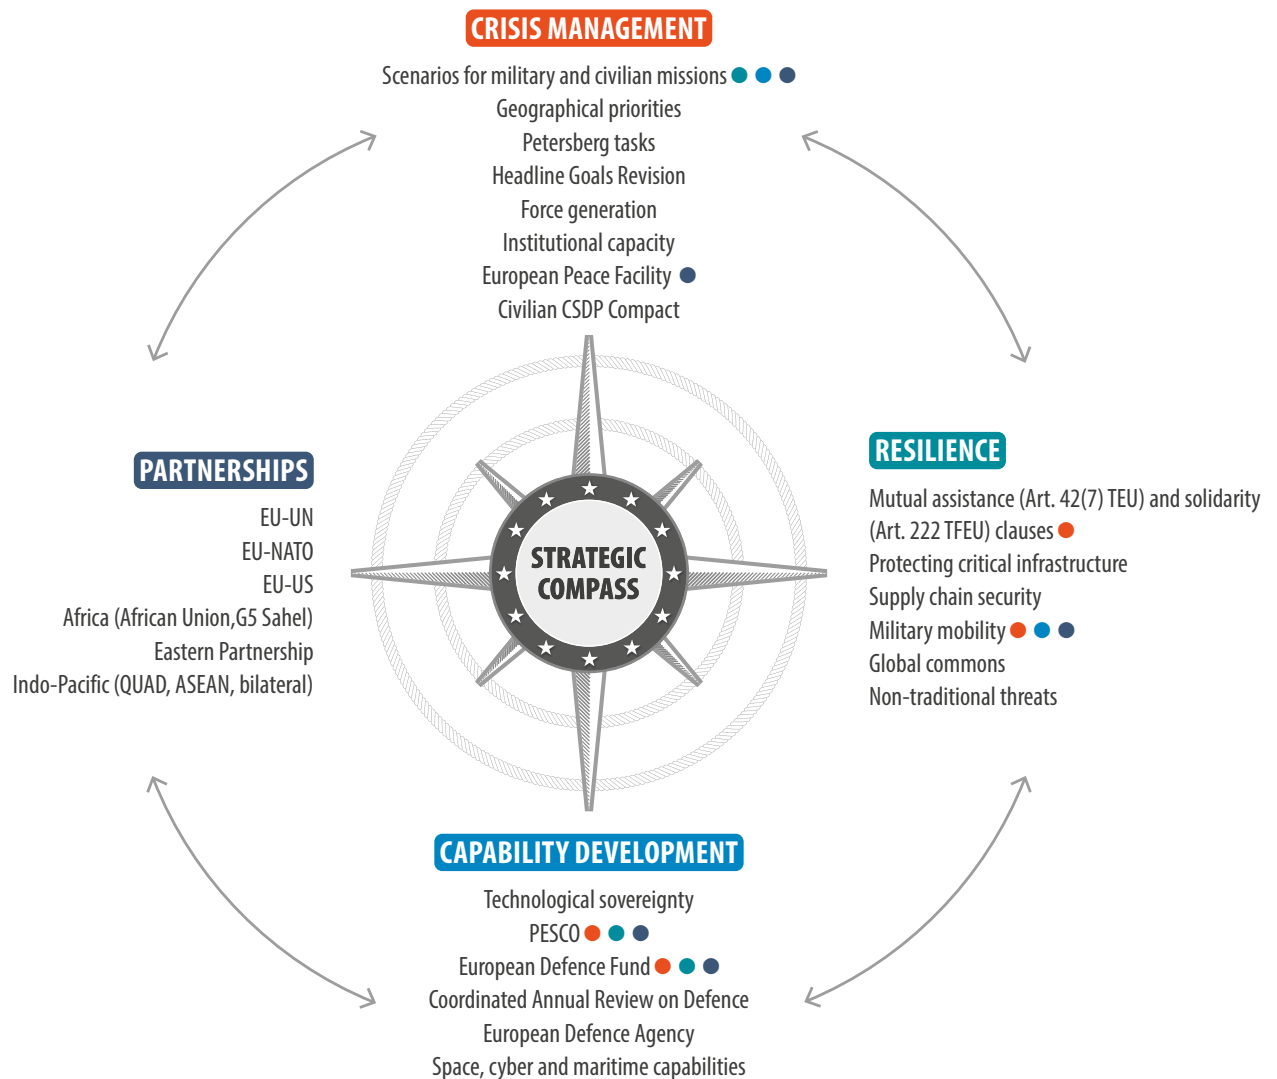 CRISIS MANAGEMENT
Scenarios for military and civilian missions
Geographical priorities
Petersberg tasks
Headline Goals Revision
Force generation
Institutional capacity
European Peace Facility
Civilian CSDP Compact
PARTNERSHIPS
EU-UN
EU-NATO
EU-US
Africa (African Union,G5 Sahel)
Eastern Partnership
Indo-Pacific (QUAD, ASEAN, bilateral)
STRATEGIC
COMPASS
RESILIENCE
Mutual assistance (Art. 42(7) TEU) and solidarity
(Art. 222 TFEU) clauses
Protecting critical infrastructure
Supply chain security
Military mobility
Global commons
Non-traditional threats
CAPABILITY DEVELOPMENT
Technological sovereignty
PESCO
European Defence Fund
Coordinated Annual Review on Defence
European Defence Agency
Space, cyber and maritime capabilities